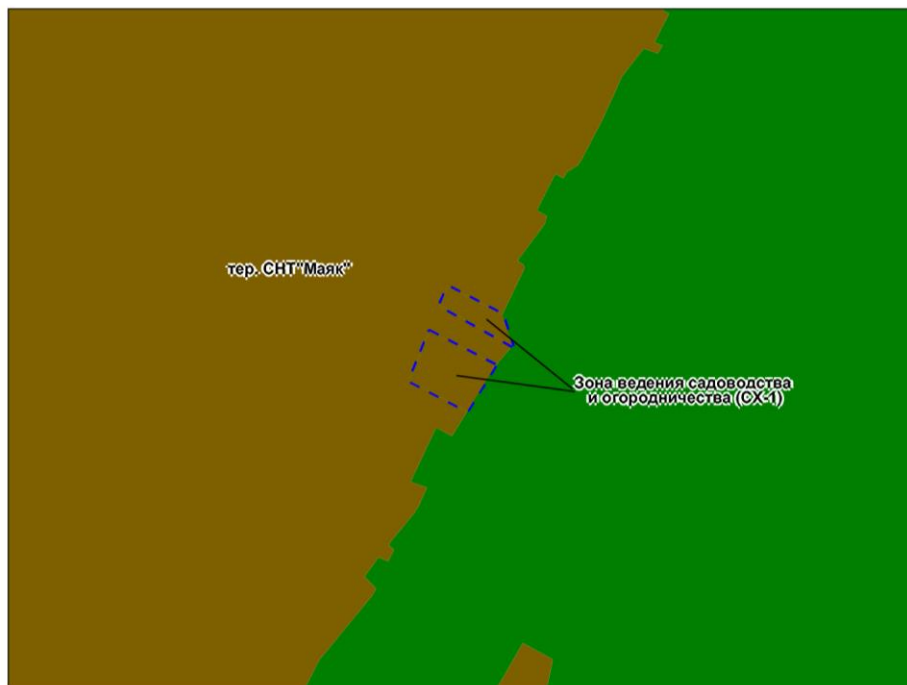 тер. СНТ"Маяк"
Зона ведения садоводства
и огородничества (СХ-1)